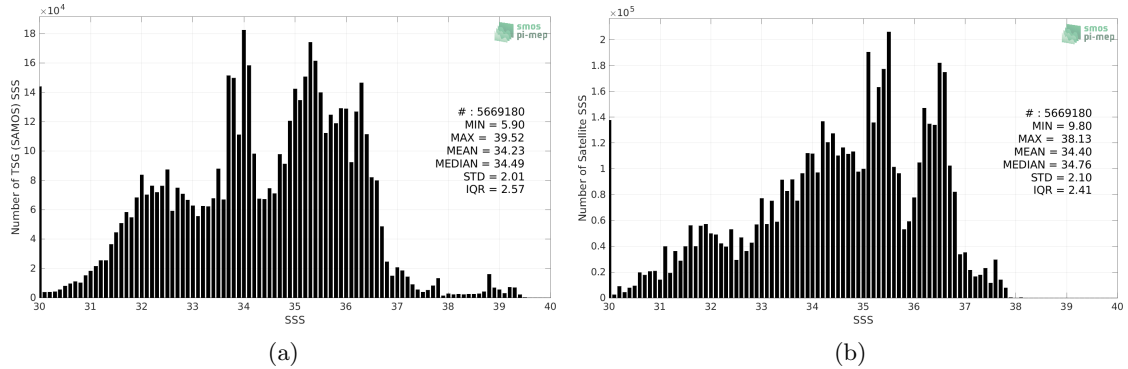 ×10⁴
18
16
14
12
10
8
6
4
2
0
Number of TSG (SAMOS) SSS
30 31 32 33 34 35 36 37 38 39 40
SSS
smos
pi-mep
# : 5669180
MIN = 5.90
MAX = 39.52
MEAN = 34.23
MEDIAN = 34.49
STD = 2.01
IQR = 2.57
(a)
×10⁵
2
1.8
1.6
1.4
1.2
1
0.8
0.6
0.4
0.2
0
Number of Satellite SSS
30 31 32 33 34 35 36 37 38 39 40
SSS
smos
pi-mep
# : 5669180
MIN = 9.80
MAX = 38.13
MEAN = 34.40
MEDIAN = 34.76
STD = 2.10
IQR = 2.41
(b)